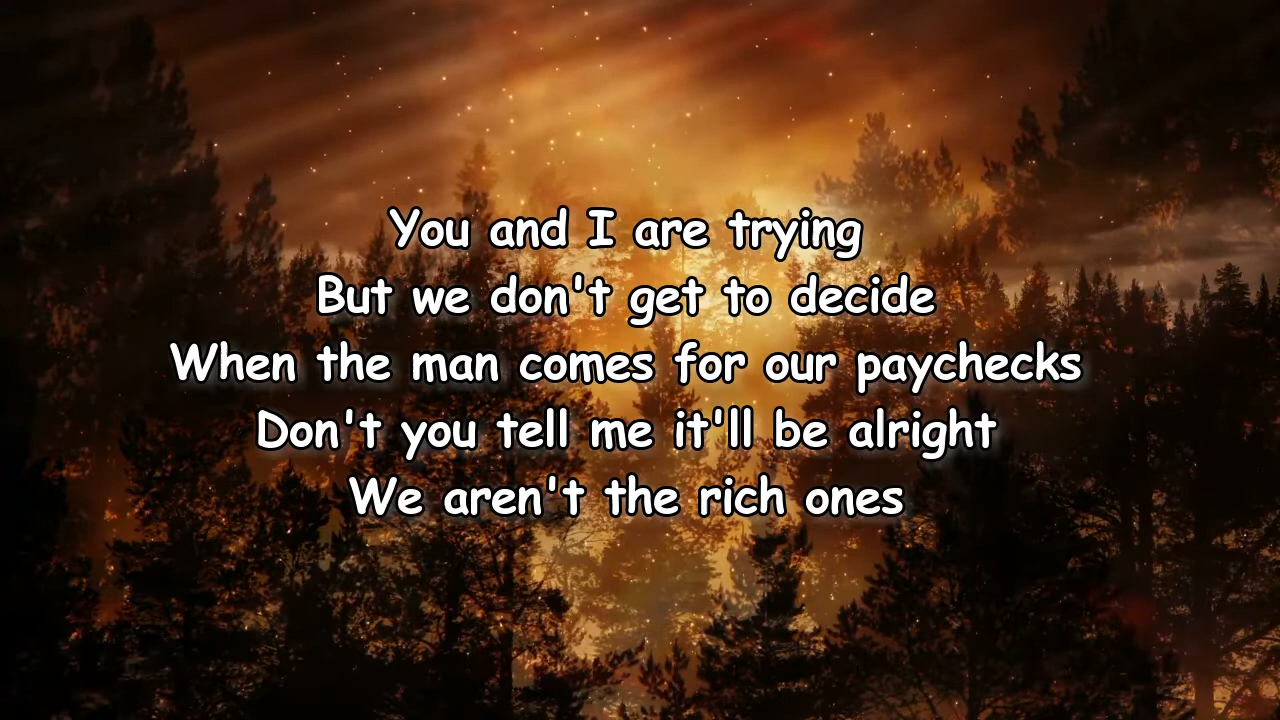 You and I are trying
But we don't get to decide
When the man comes for our paychecks
Don't you tell me it'll be alright
We aren't the rich ones